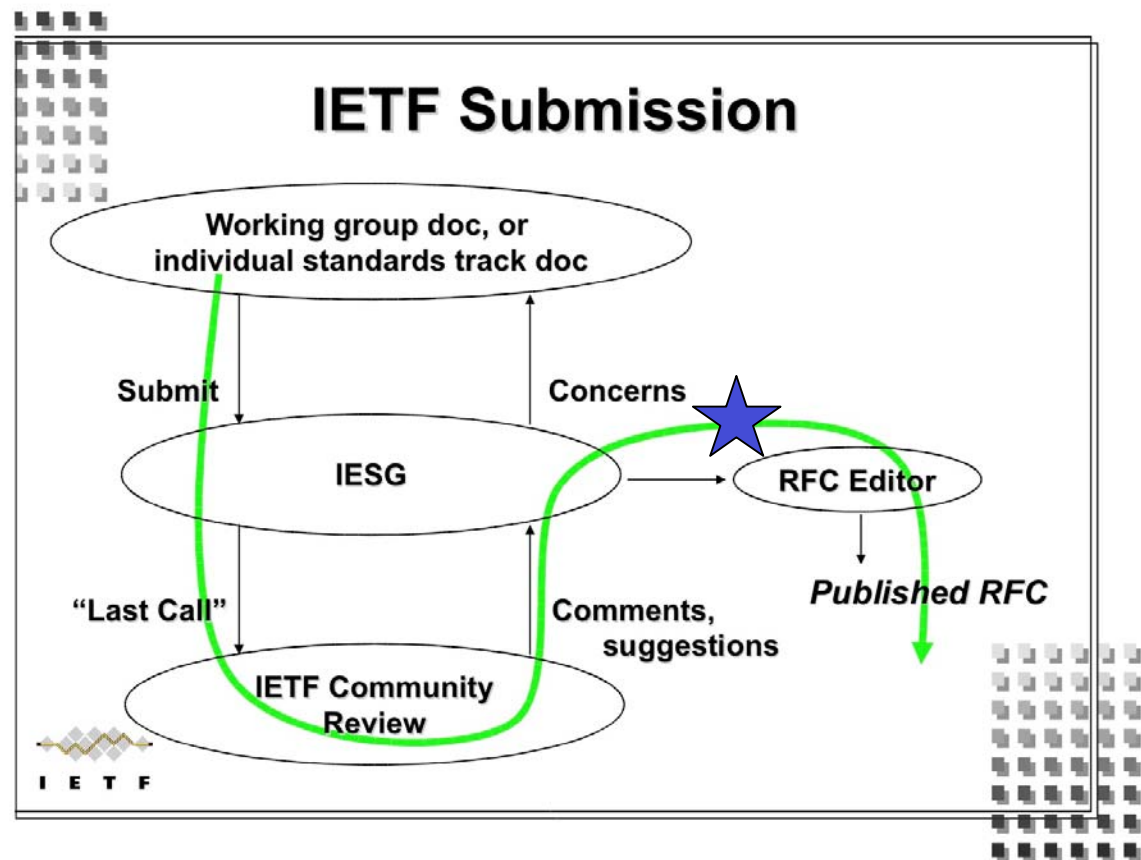 IETF Submission
Working group doc, or
individual standards track doc
Submit
Concerns
IESG
RFC Editor
“Last Call”
Comments,
suggestions
Published RFC
IETF Community
Review
I E T F